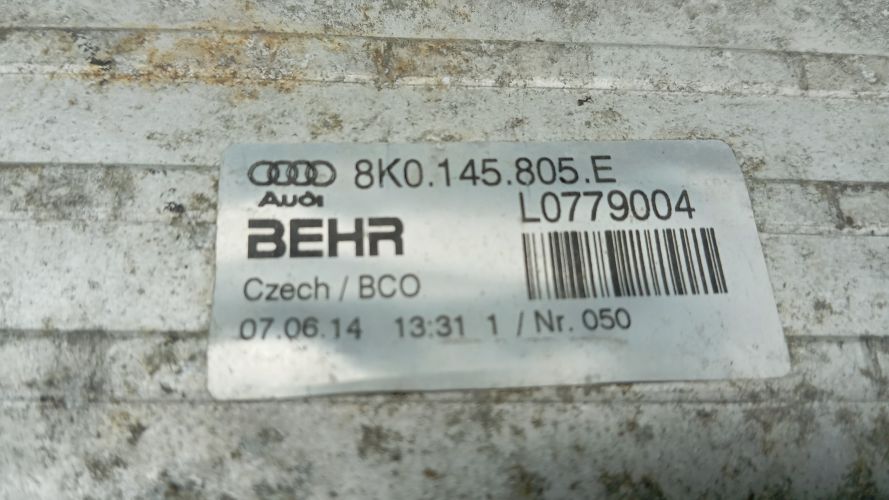 8K0.145.805.E
Audi
L0779004
BEHR
Czech / BCO
07.06.14 13:31 1 / Nr. 050